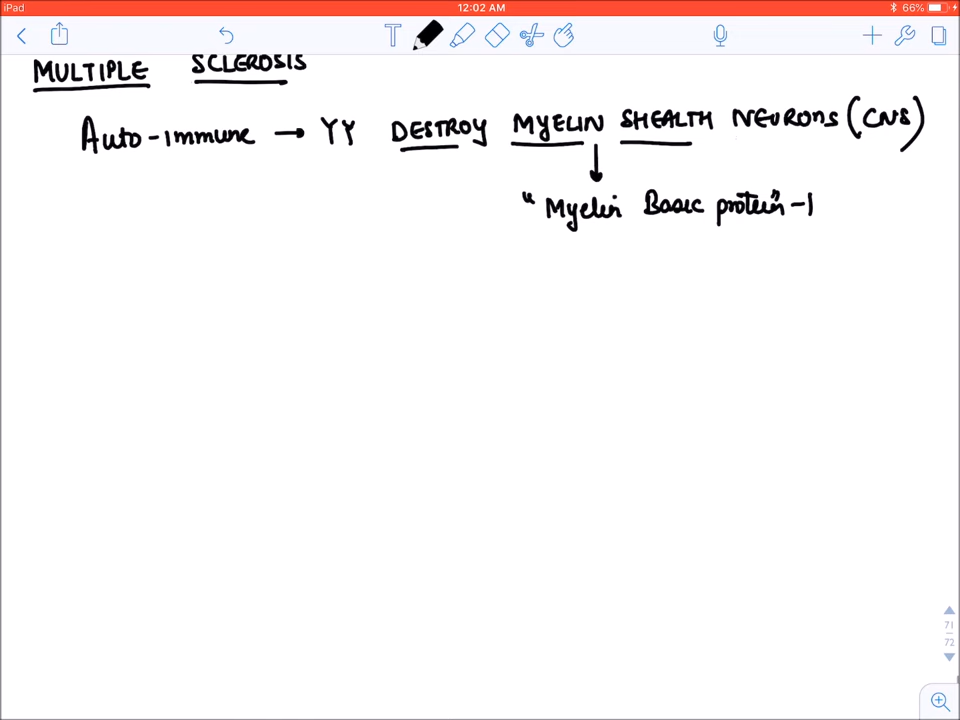 iPad 12:02 AM 66%
T
MULTIPLE SCLEROSIS
Auto-immune → YY DESTROY MYELIN SHEALTH NEURONS (CNS)
↓
"Myelin Basic protein"-1
71
72